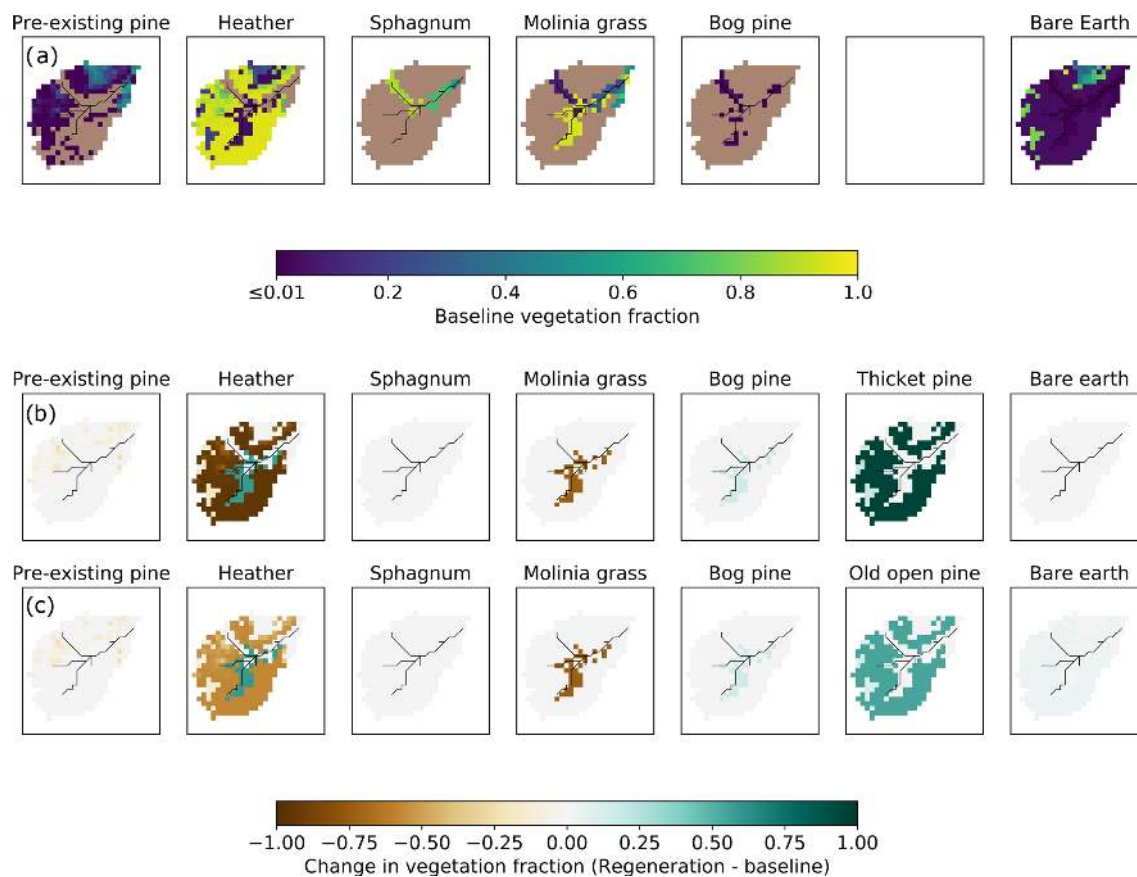 Pre-existing pine Heather Sphagnum Molinia grass Bog pine Bare Earth
(a)
≤0.01 0.2 0.4 0.6 0.8 1.0
Baseline vegetation fraction
Pre-existing pine Heather Sphagnum Molinia grass Bog pine Thicket pine Bare earth
(b)
Pre-existing pine Heather Sphagnum Molinia grass Bog pine Old open pine Bare earth
(c)
−1.00 −0.75 −0.50 −0.25 0.00 0.25 0.50 0.75 1.00
Change in vegetation fraction (Regeneration - baseline)